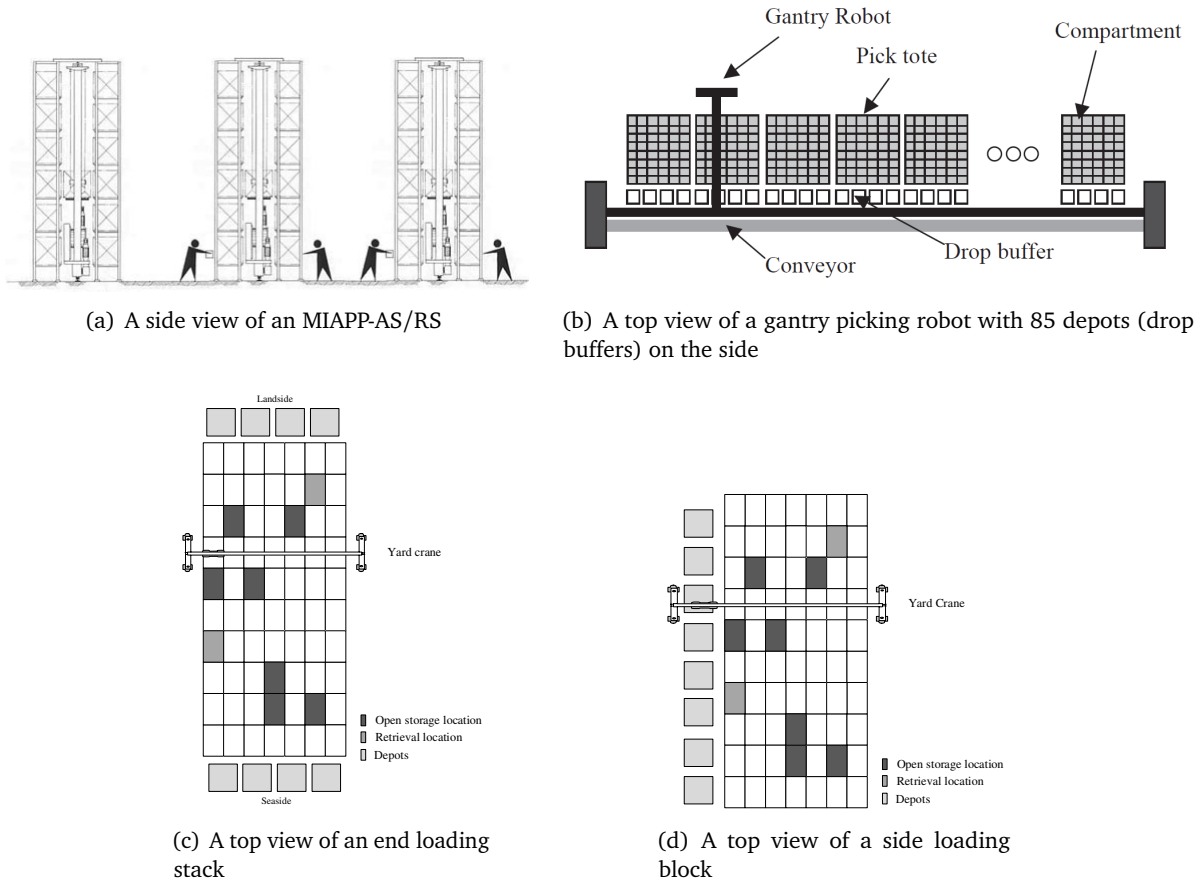 Gantry Robot
Compartment
Pick tote
Drop buffer
Conveyor
(a) A side view of an MIAPP-AS/RS
(b) A top view of a gantry picking robot with 85 depots (drop
buffers) on the side
Landside
Yard crane
Open storage location
Retrieval location
Depots
Seaside
(c) A top view of an end loading
stack
Yard Crane
Open storage location
Retrieval location
Depots
(d) A top view of a side loading
block